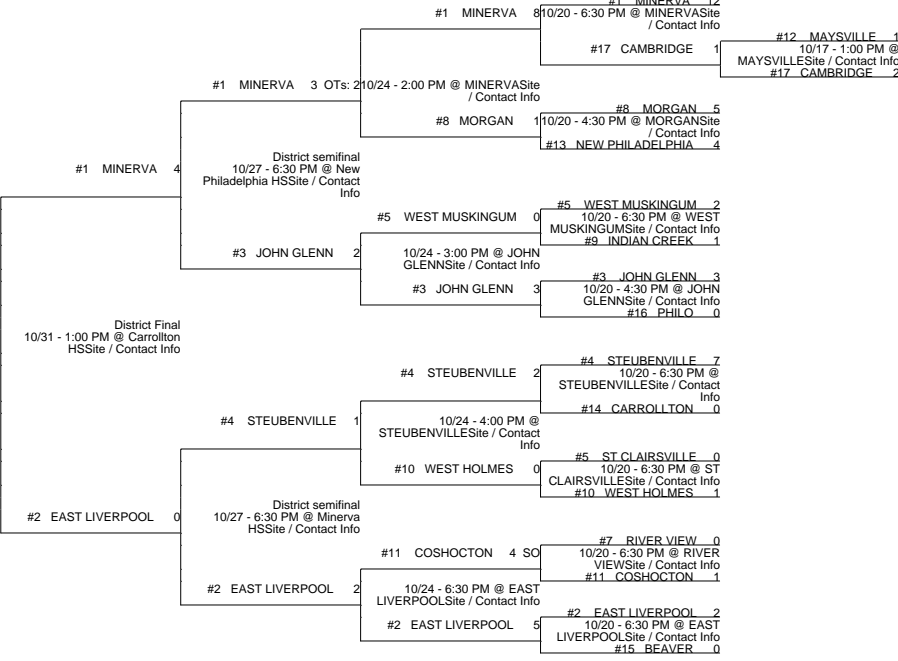 #1 MINERVA 12
#1 MINERVA 8
10/20 - 6:30 PM @ MINERVASite
/ Contact Info
#17 CAMBRIDGE 1
#12 MAYSVILLE 1
10/17 - 1:00 PM @
MAYSVILLESite / Contact Info
#17 CAMBRIDGE 2
#1 MINERVA 3 OTs: 2
10/24 - 2:00 PM @ MINERVASite
/ Contact Info
#8 MORGAN 5
#8 MORGAN 1
10/20 - 4:30 PM @ MORGANSite
/ Contact Info
#13 NEW PHILADELPHIA 4
#1 MINERVA 4
District semifinal
10/27 - 6:30 PM @ New
Philadelphia HSSite / Contact
Info
#5 WEST MUSKINGUM 2
#5 WEST MUSKINGUM 0
10/20 - 6:30 PM @ WEST
MUSKINGUMSite / Contact Info
#9 INDIAN CREEK 1
#3 JOHN GLENN 2
10/24 - 3:00 PM @ JOHN
GLENNSite / Contact Info
#3 JOHN GLENN 3
#3 JOHN GLENN 3
10/20 - 4:30 PM @ JOHN
GLENNSite / Contact Info
#16 PHILO 0
District Final
10/31 - 1:00 PM @ Carrollton
HSSite / Contact Info
#4 STEUBENVILLE 7
#4 STEUBENVILLE 2
10/20 - 6:30 PM @
STEUBENVILLESite / Contact
Info
#14 CARROLLTON 0
#4 STEUBENVILLE 1
10/24 - 4:00 PM @
STEUBENVILLESite / Contact
Info
#5 ST CLAIRSVILLE 0
#10 WEST HOLMES 0
10/20 - 6:30 PM @ ST
CLAIRSVILLESite / Contact Info
#10 WEST HOLMES 1
#2 EAST LIVERPOOL 0
District semifinal
10/27 - 6:30 PM @ Minerva
HSSite / Contact Info
#7 RIVER VIEW 0
#11 COSHOCTON 4 SO
10/20 - 6:30 PM @ RIVER
VIEWSite / Contact Info
#11 COSHOCTON 1
#2 EAST LIVERPOOL 2
10/24 - 6:30 PM @ EAST
LIVERPOOLSite / Contact Info
#2 EAST LIVERPOOL 2
#2 EAST LIVERPOOL 5
10/20 - 6:30 PM @ EAST
LIVERPOOLSite / Contact Info
#15 BEAVER 0